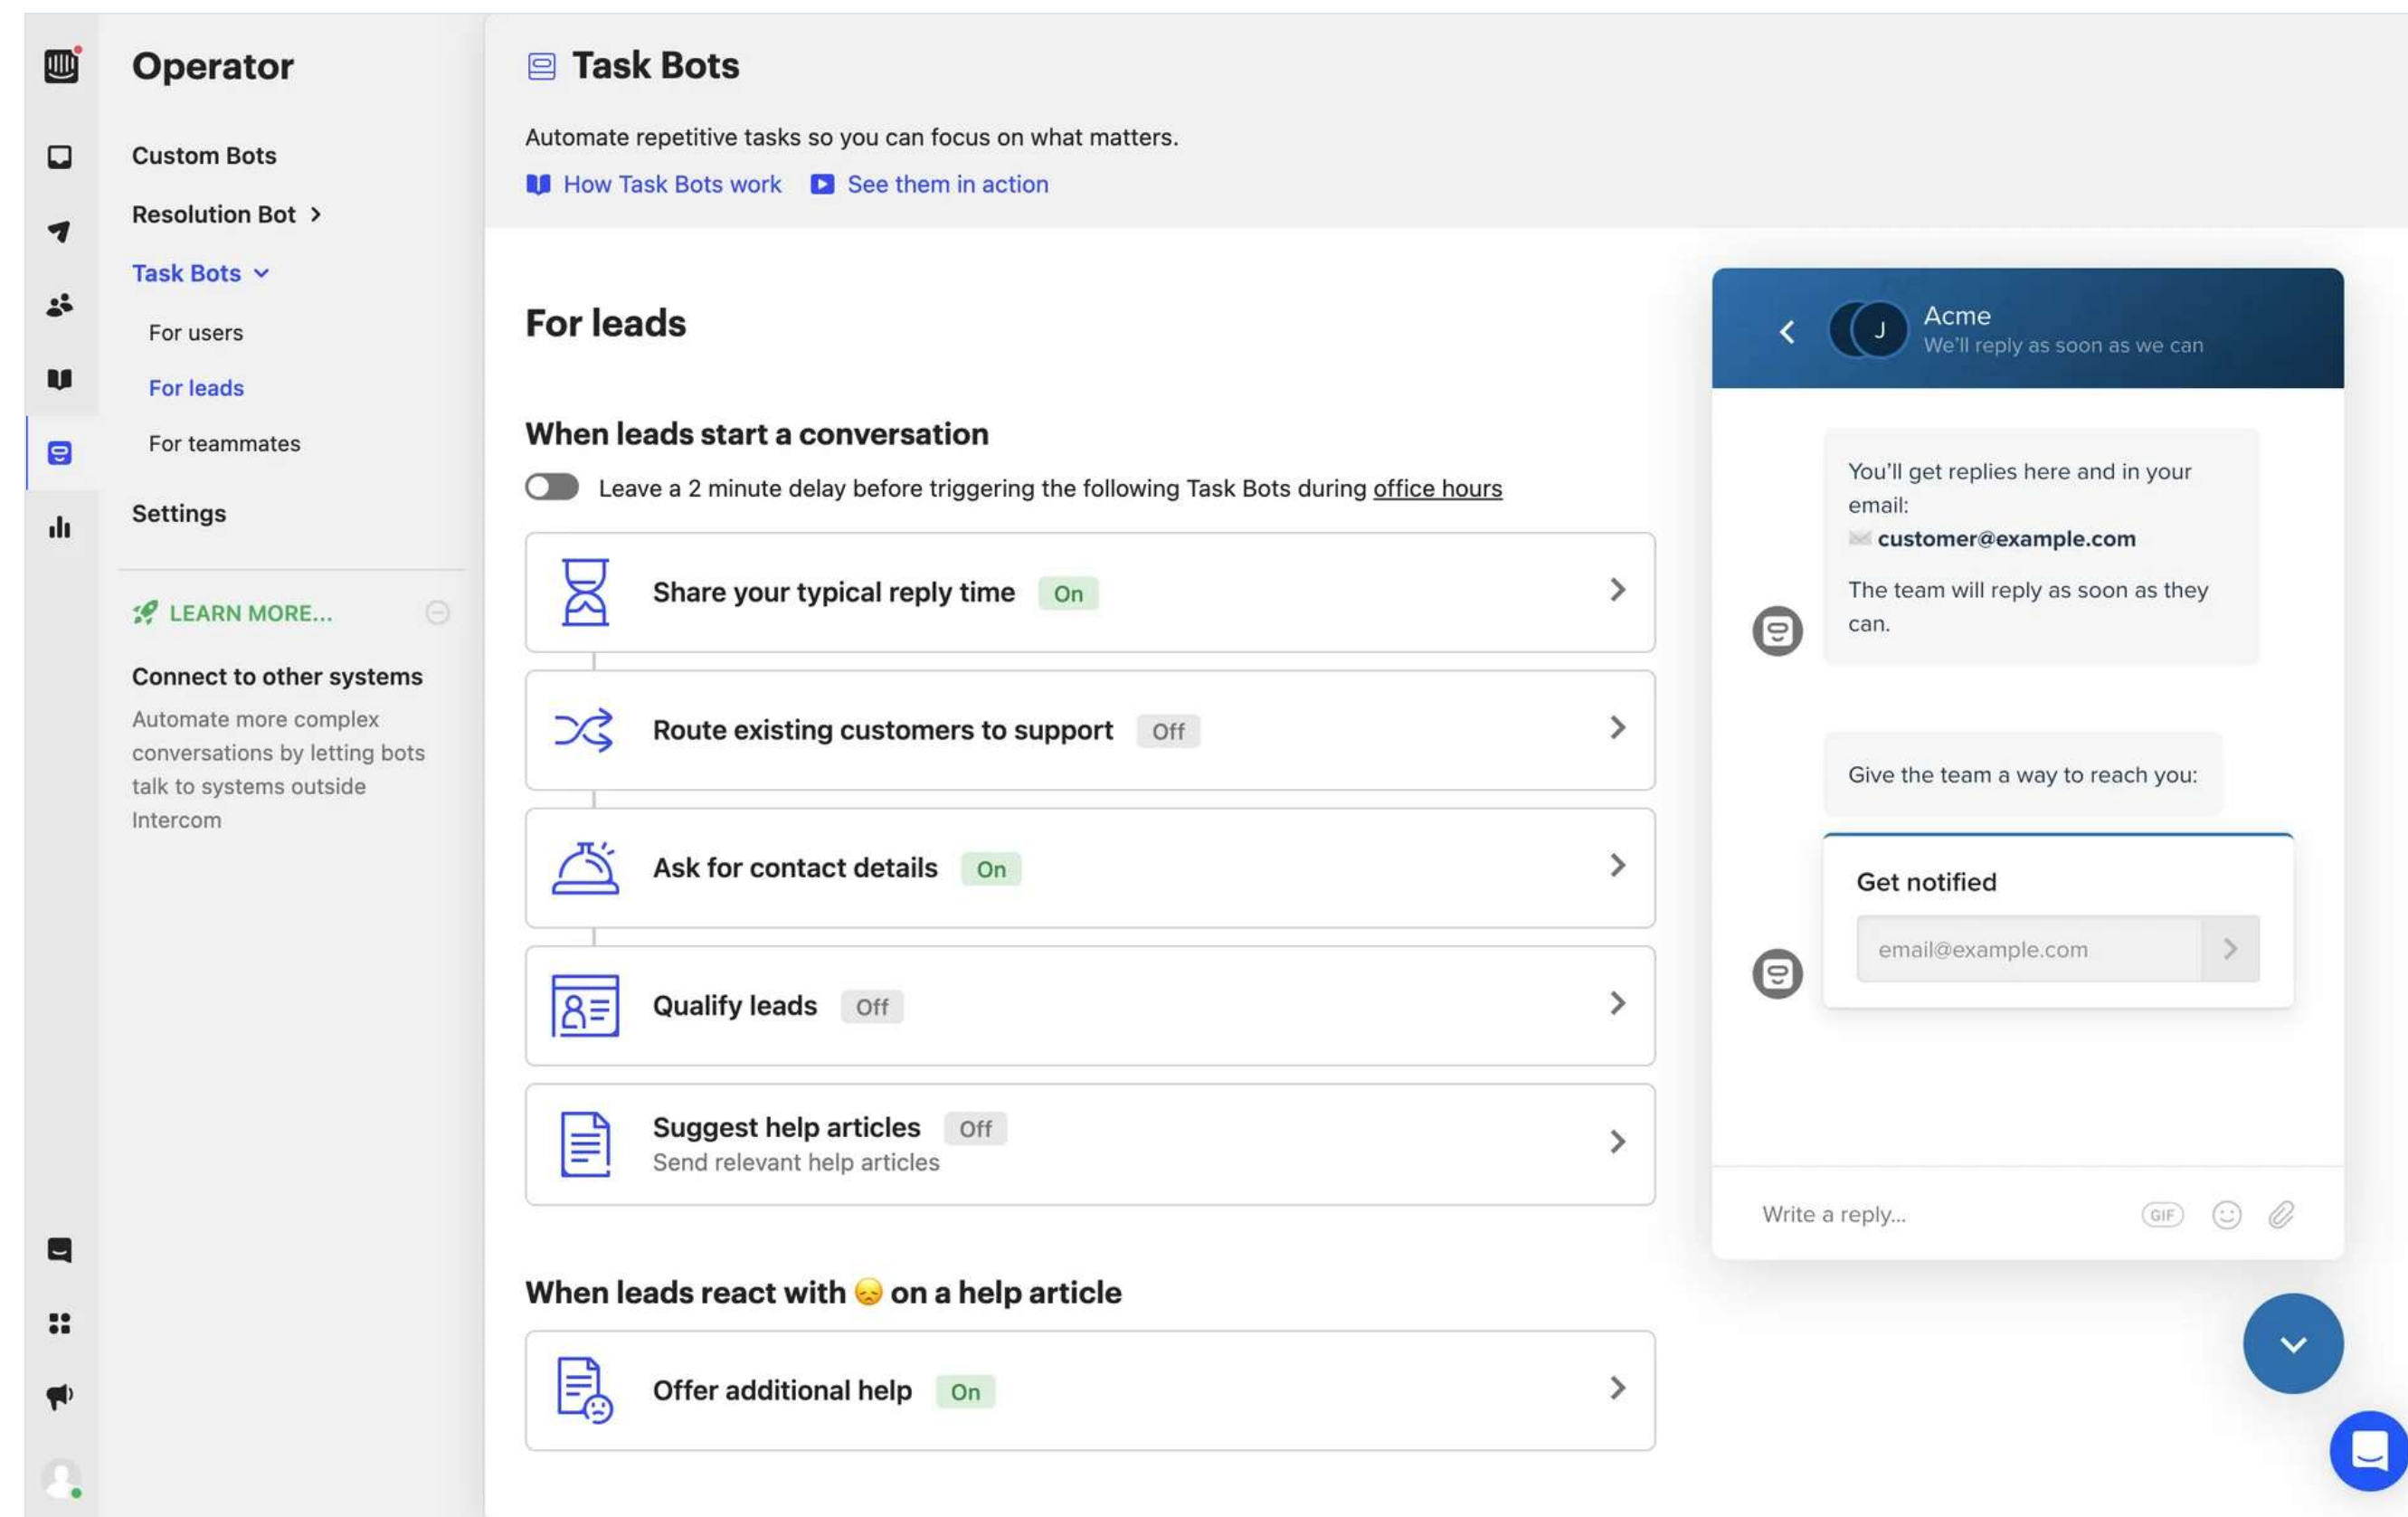 Operator
Custom Bots
Resolution Bot
Task Bots
For users
For leads
For teammates
Settings
LEARN MORE...
Connect to other systems
Automate more complex
conversations by letting bots
talk to systems outside
Intercom
Task Bots
Automate repetitive tasks so you can focus on what matters.
How Task Bots work See them in action
For leads
When leads start a conversation
Leave a 2 minute delay before triggering the following Task Bots during office hours
Share your typical reply time On
Route existing customers to support Off
Ask for contact details On
Qualify leads Off
Suggest help articles Off
Send relevant help articles
When leads react with 😞 on a help article
Offer additional help On
J
Acme
We'll reply as soon as we can
You'll get replies here and in your
email:
customer@example.com
The team will reply as soon as they
can.
Give the team a way to reach you:
Get notified
email@example.com
Write a reply...
GIF